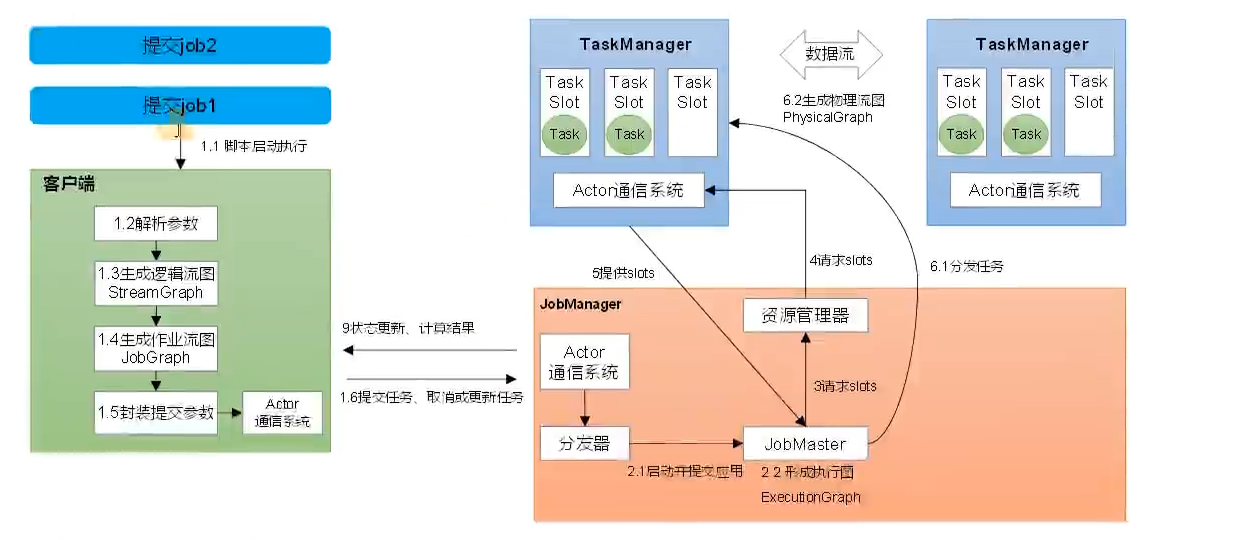 提交job2
提交job1
1.1 脚本启动执行
客户端
1.2解析参数
1.3生成逻辑流图
StreamGraph
1.4生成作业流图
JobGraph
1.5封装提交参数
Actor
通信系统
9状态更新、计算结果
1.6提交任务、取消或更新任务
TaskManager
Task
Slot
Task
Task
Slot
Task
Task
Slot
Actor通信系统
数据流
6.2生成物理流图
PhysicalGraph
TaskManager
Task
Slot
Task
Task
Slot
Task
Task
Slot
Actor通信系统
5提供slots
4请求slots
6.1分发任务
JobManager
资源管理器
Actor
通信系统
3请求slots
分发器
JobMaster
2.1启动并提交应用
2.2 形成执行图
ExecutionGraph